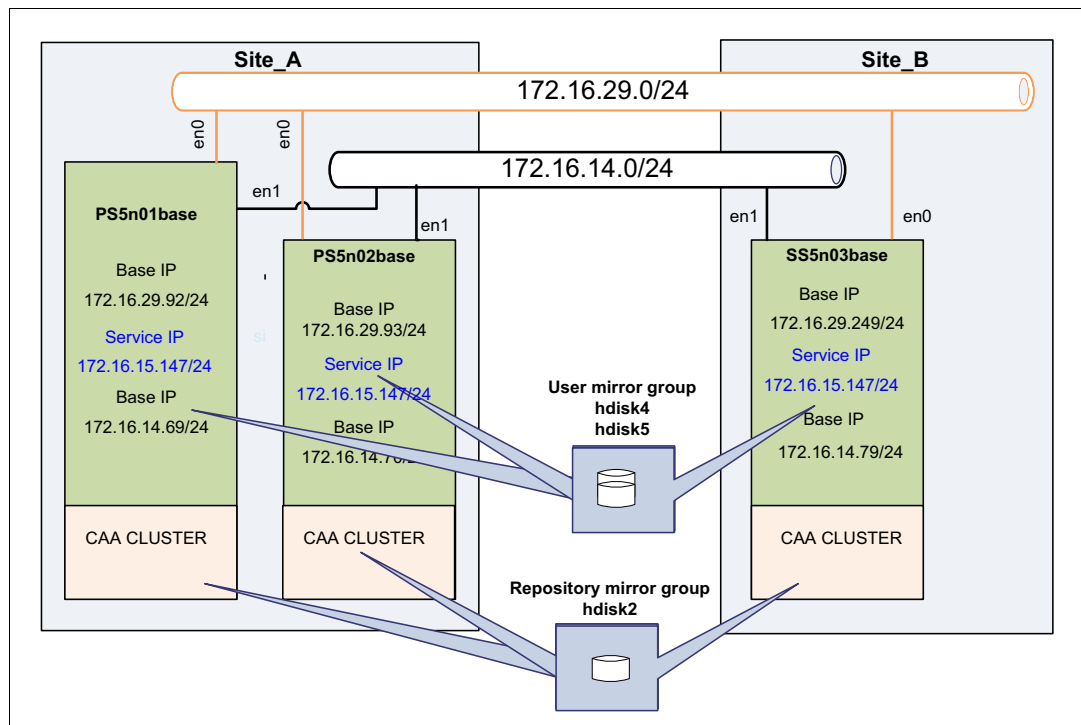 Site_A
Site_B
172.16.29.0/24
en0
en0
172.16.14.0/24
en1
en1
en1
en0
PS5n01base
Base IP
172.16.29.92/24
Service IP
172.16.15.147/24
Base IP
172.16.14.69/24
CAA CLUSTER
si
PS5n02base
Base IP
172.16.29.93/24
Service IP
172.16.15.147/24
Base IP
CAA CLUSTER
User mirror group
hdisk4
hdisk5
Repository mirror group
hdisk2
SS5n03base
Base IP
172.16.29.249/24
Service IP
172.16.15.147/24
Base IP
172.16.14.79/24
CAA CLUSTER